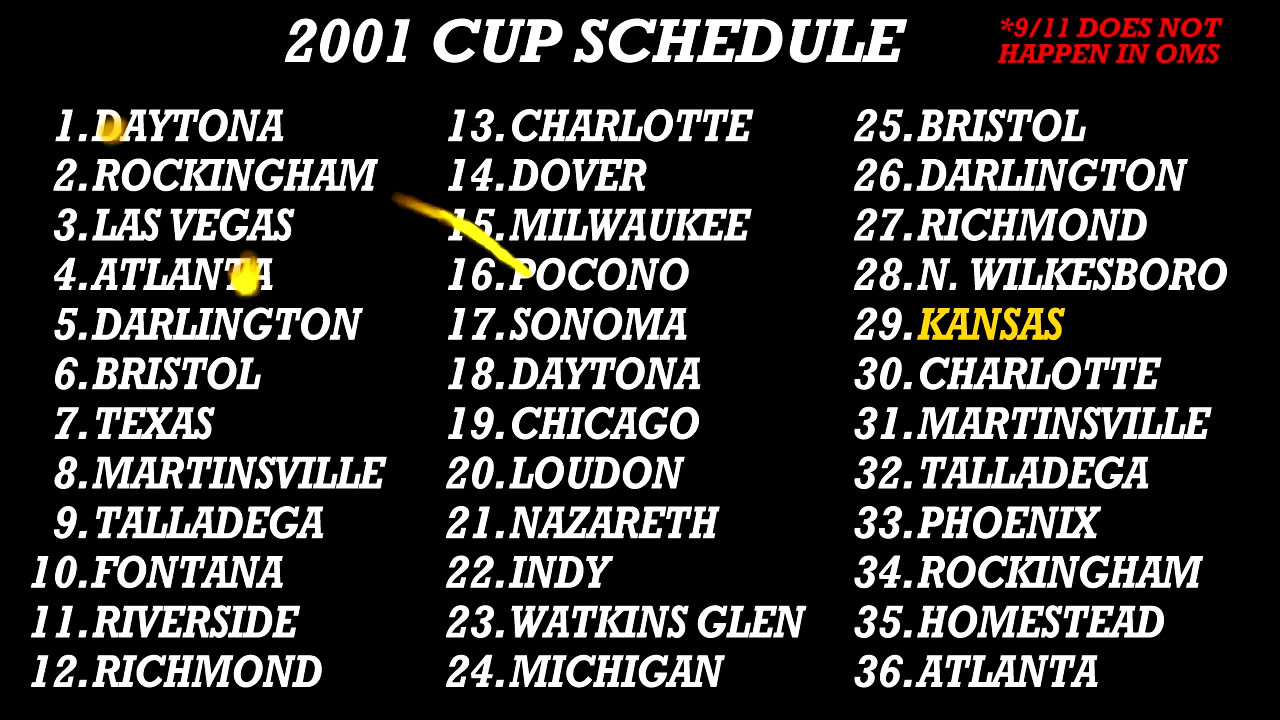 2001 CUP SCHEDULE
*9/11 DOES NOT
HAPPEN IN OMS
1. DAYTONA
2. ROCKINGHAM
3. LAS VEGAS
4. ATLANTA
5. DARLINGTON
6. BRISTOL
7. TEXAS
8. MARTINSVILLE
9. TALLADEGA
10. FONTANA
11. RIVERSIDE
12. RICHMOND
13. CHARLOTTE
14. DOVER
15. MILWAUKEE
16. POCONO
17. SONOMA
18. DAYTONA
19. CHICAGO
20. LOUDON
21. NAZARETH
22. INDY
23. WATKINS GLEN
24. MICHIGAN
25. BRISTOL
26. DARLINGTON
27. RICHMOND
28. N. WILKESBORO
29. KANSAS
30. CHARLOTTE
31. MARTINSVILLE
32. TALLADEGA
33. PHOENIX
34. ROCKINGHAM
35. HOMESTEAD
36. ATLANTA